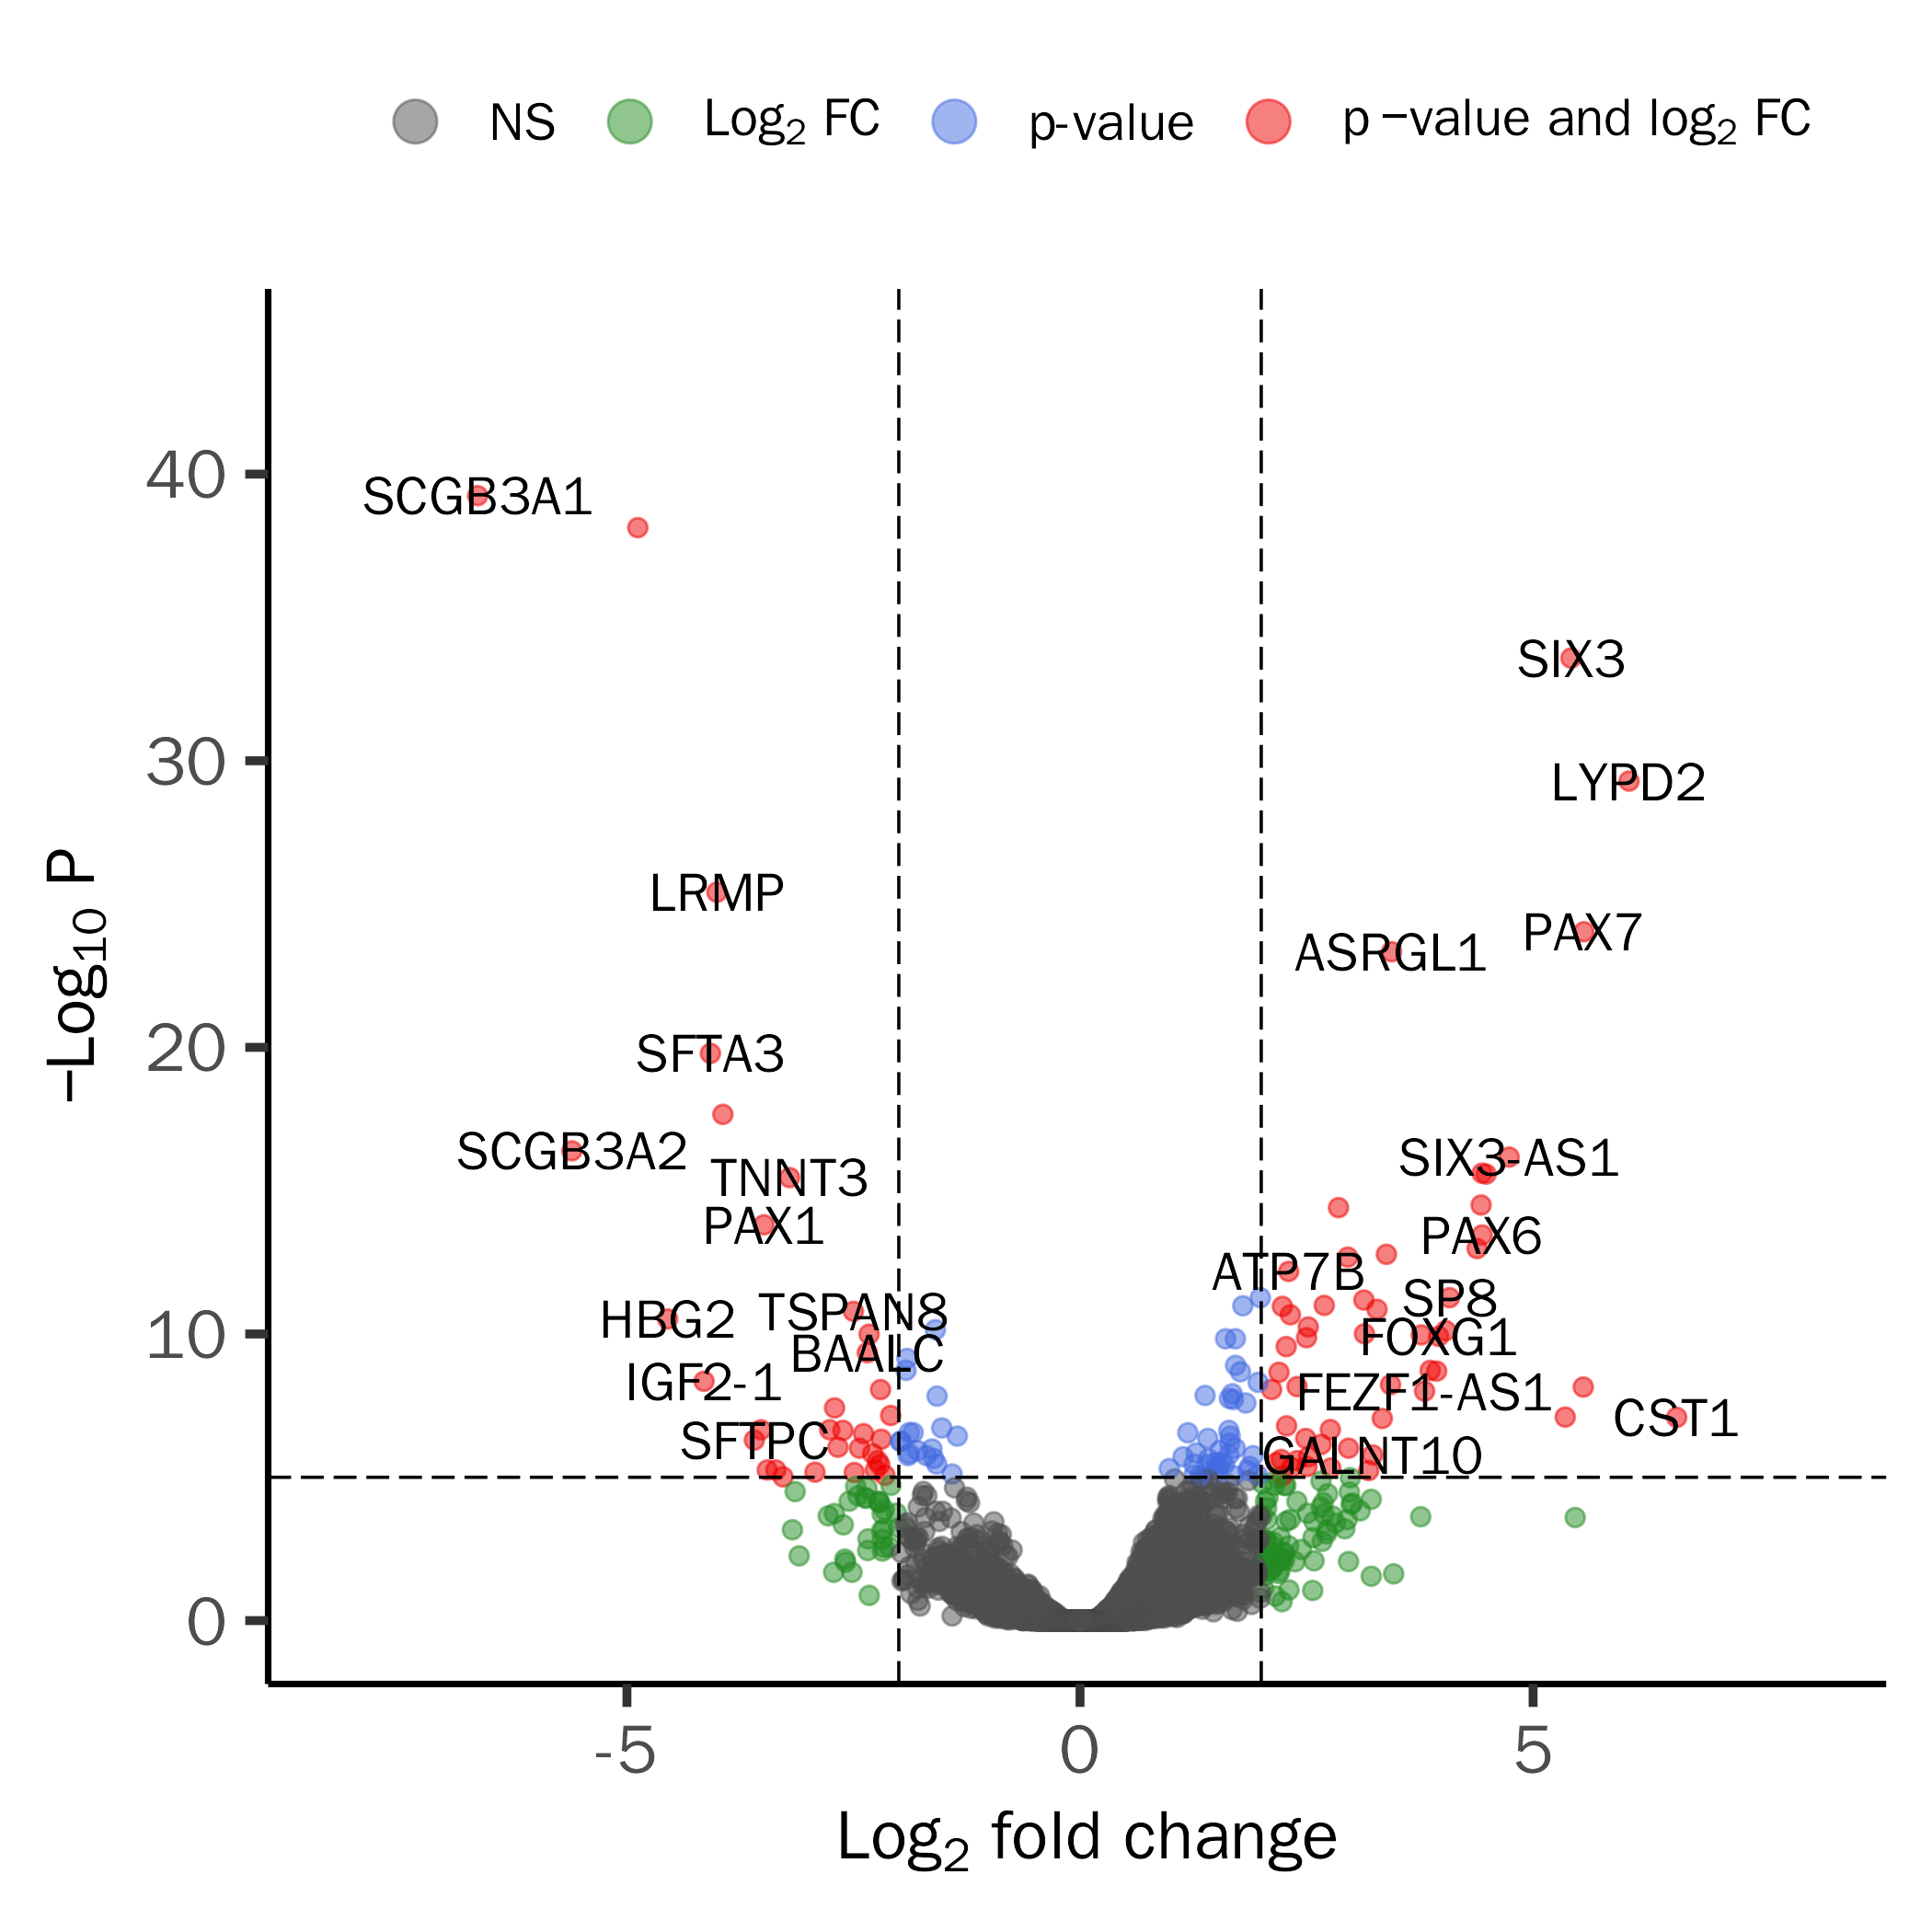 NS Log2 FC p-value p −value and log2 FC
40
SCGB3A1
SIX3
30
LYPD2
LRMP
PAX7
ASRGL1
−Log10 P
20
SFTA3
SCGB3A2
SIX3-AS1
TNNT3
PAX1
PAX6
ATP7B
SP8
TSPAN8
HBG2
10
FOXG1
BAALC
IGF2-1
FEZF1-AS1
CST1
SFTPC
GALNT10
0
-5 0 5
Log2 fold change